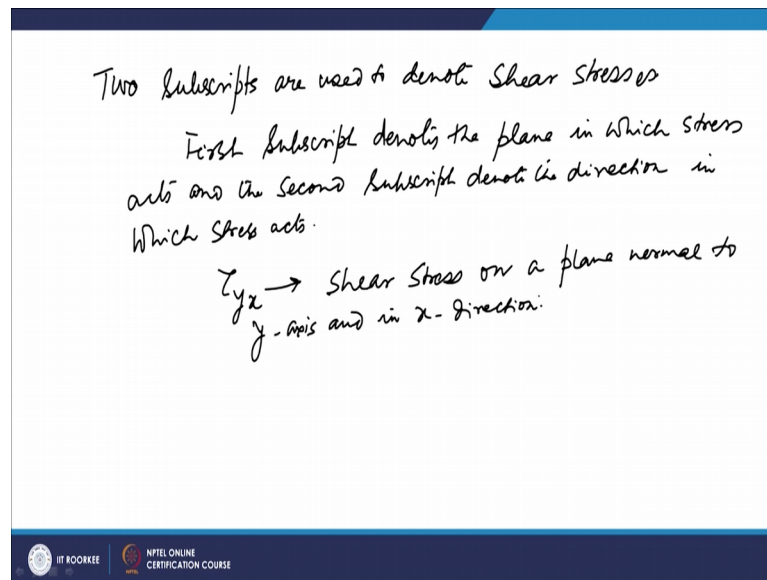 Two Subscripts are used to denote Shear Stresses
First Subscript denotes the plane in which stress
acts and the Second Subscript denote the direction in
which stress acts.
τyx → Shear Stress on a plane normal to
y-axis and in x-direction.
IIT ROORKEE
NPTEL ONLINE
CERTIFICATION COURSE